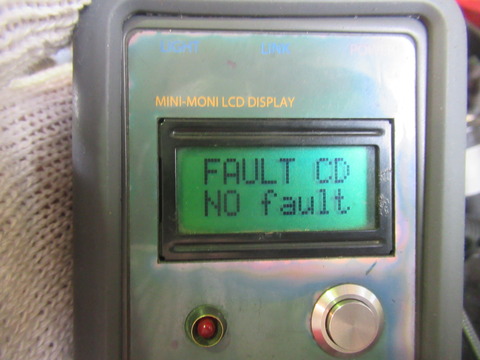 LIGHT LINK
MINI-MONI LCD DISPLAY
FAULT CD
NO fault